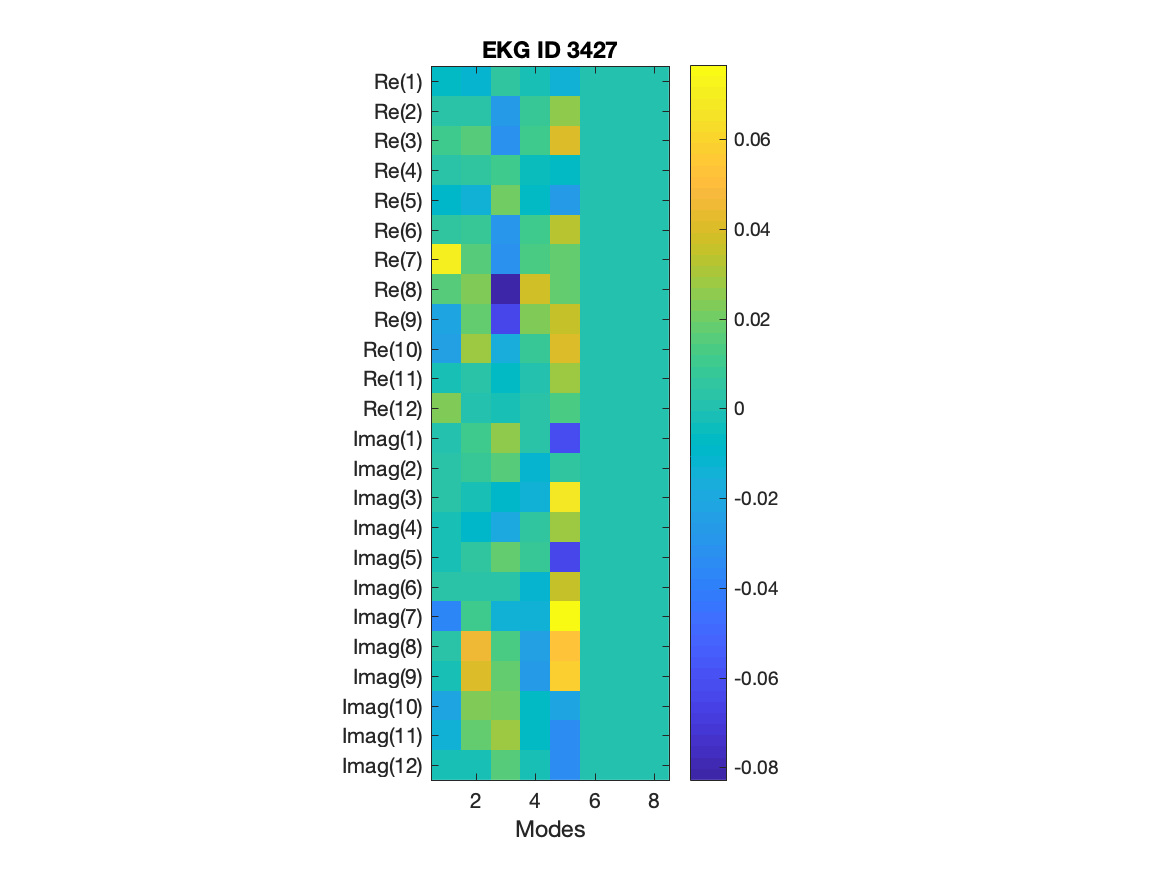 EKG ID 3427
Re(1)
Re(2)
Re(3)
Re(4)
Re(5)
Re(6)
Re(7)
Re(8)
Re(9)
Re(10)
Re(11)
Re(12)
Imag(1)
Imag(2)
Imag(3)
Imag(4)
Imag(5)
Imag(6)
Imag(7)
Imag(8)
Imag(9)
Imag(10)
Imag(11)
Imag(12)
2 4 6 8
Modes
0.06
0.04
0.02
0
-0.02
-0.04
-0.06
-0.08